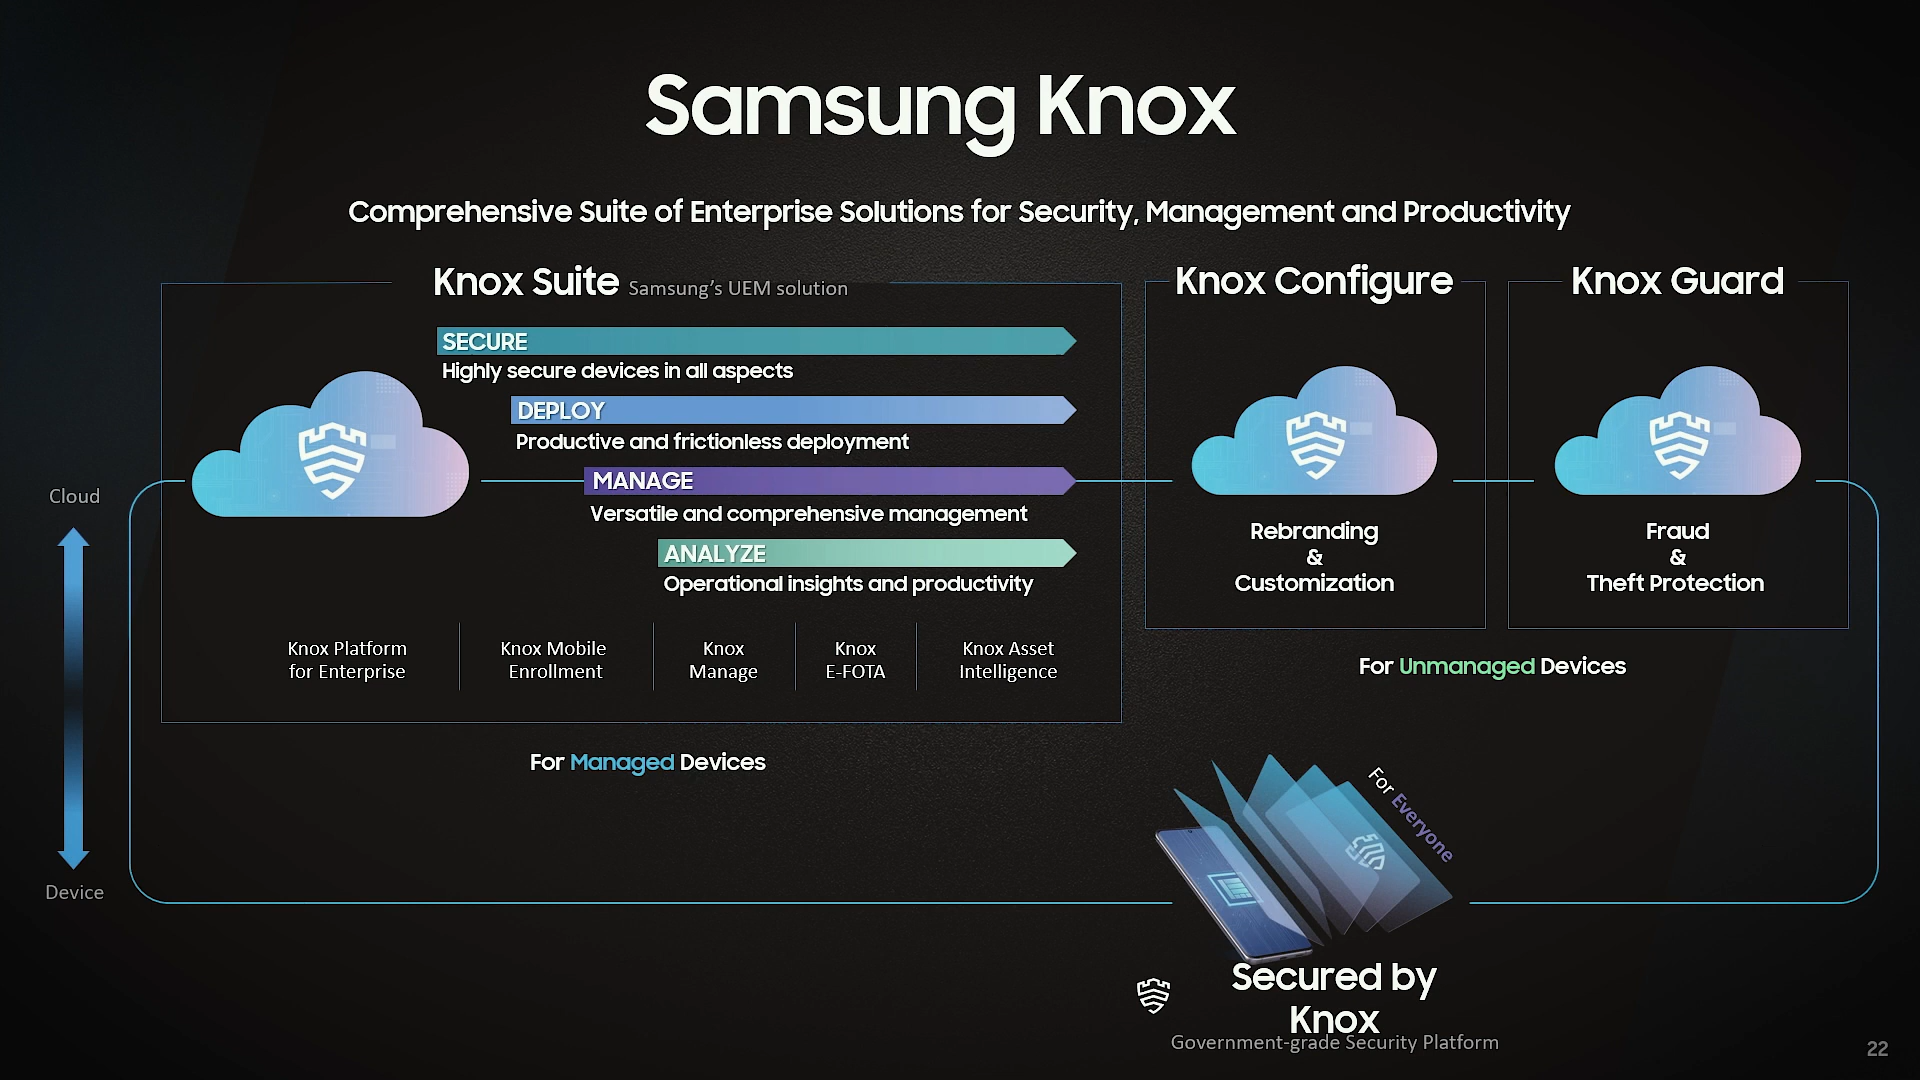 Samsung Knox
Comprehensive Suite of Enterprise Solutions for Security, Management and Productivity
Knox Suite Samsung's UEM solution
SECURE
Highly secure devices in all aspects
DEPLOY
Productive and frictionless deployment
MANAGE
Versatile and comprehensive management
ANALYZE
Operational insights and productivity
Knox Platform
for Enterprise
Knox Mobile
Enrollment
Knox
Manage
Knox
E-FOTA
Knox Asset
Intelligence
For Managed Devices
Knox Configure
Rebranding
&
Customization
Knox Guard
Fraud
&
Theft Protection
For Unmanaged Devices
Cloud
Device
For Everyone
Secured by
Knox
Government-grade Security Platform
22